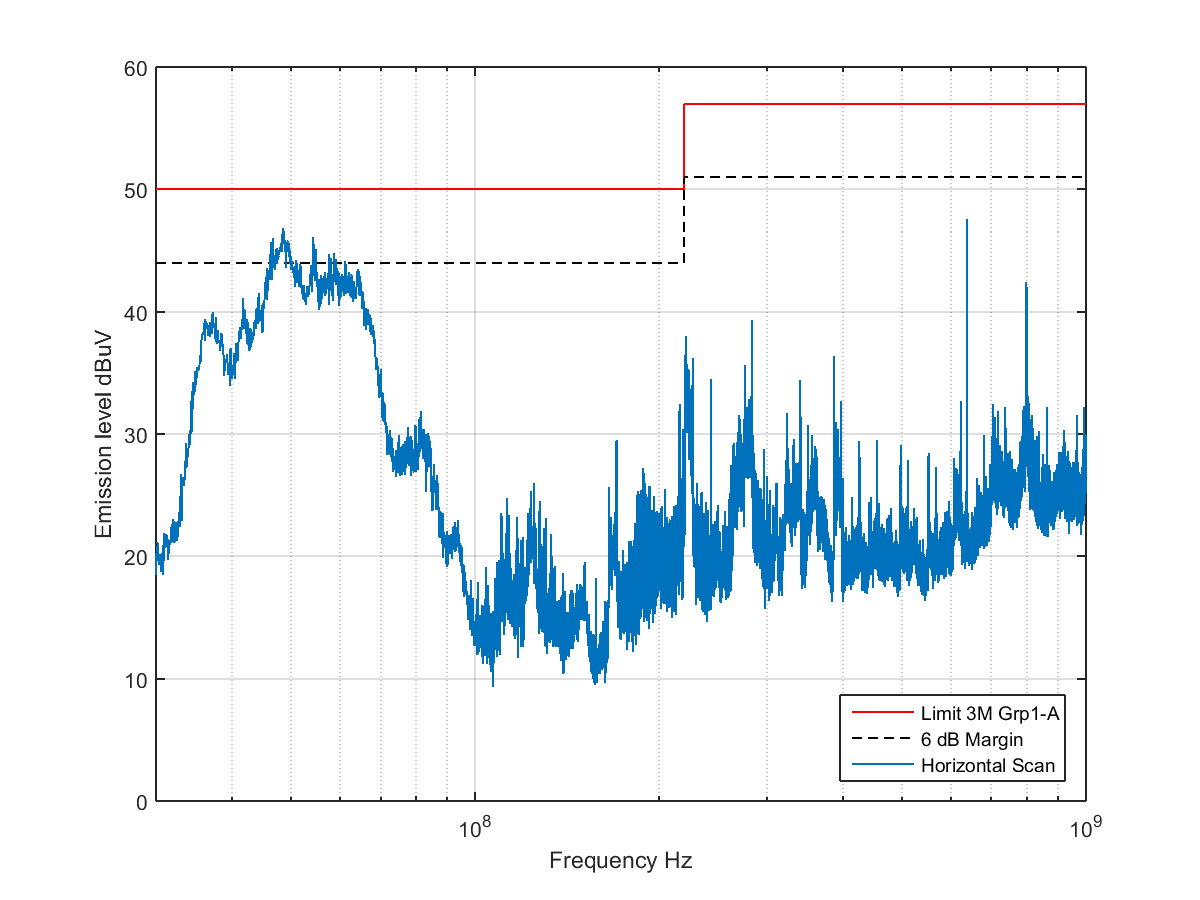 60
50
40
30
20
10
0
Emission level dBuV
10^8
10^9
Frequency Hz
Limit 3M Grp1-A
6 dB Margin
Horizontal Scan